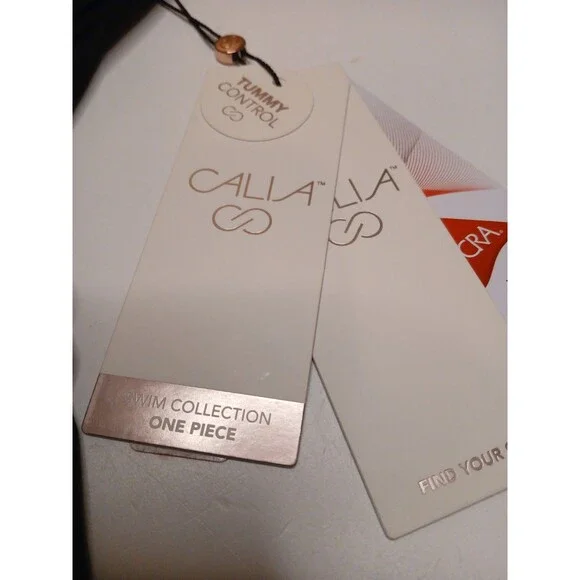 TUMMY
CONTROL
CALIA™
SWIM COLLECTION
ONE PIECE
LIA™
CRA.
FIND YOUR